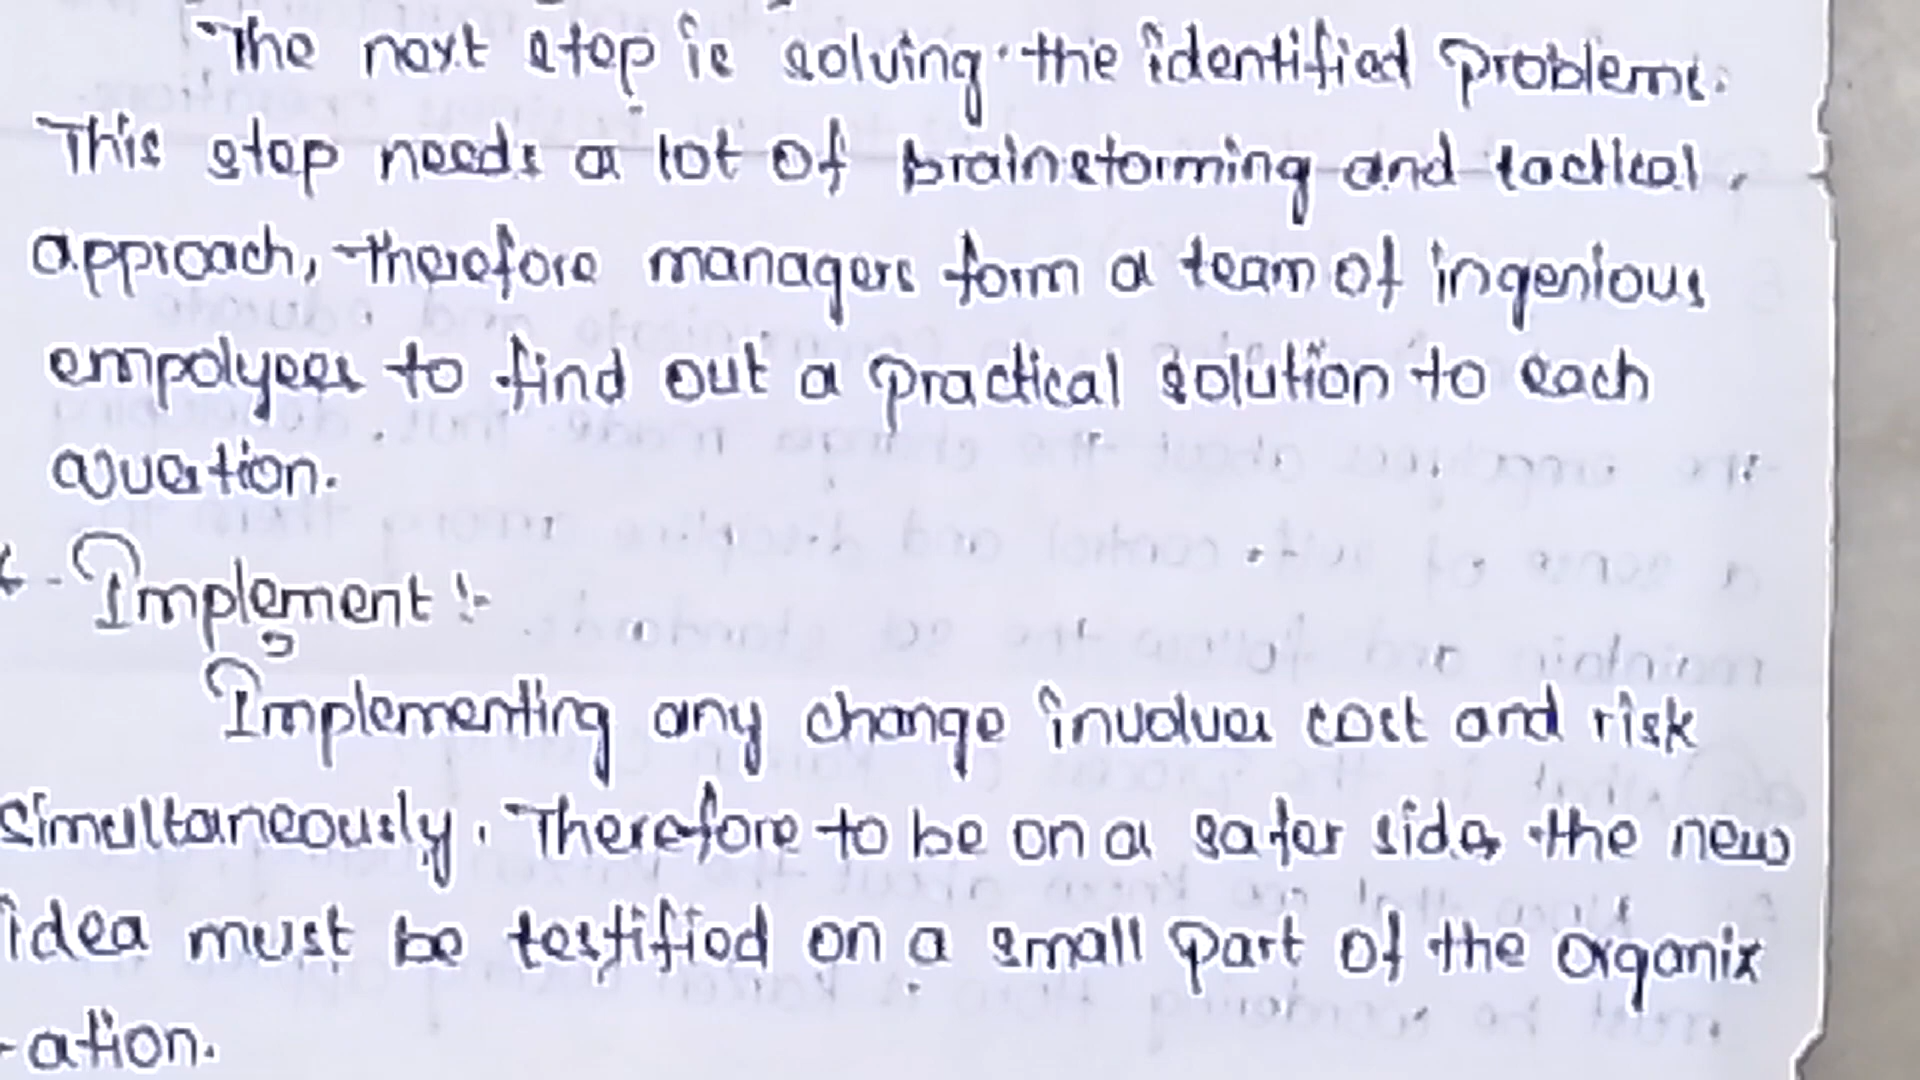 The next step is solving the identified problems.
This step needs a lot of brainstorming and tactical
approach, therefore managers form a team of ingenious
empolyees to find out a practical solution to each
question.
Implement :-
Implementing any change involves cost and risk
simultaneously. Therefore to be on a safer side, the new
idea must be testified on a small part of the organiz
-ation.